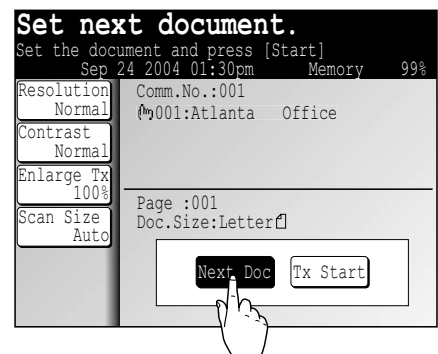 Set next document.
Set the document and press [Start]
Sep 24 2004 01:30pm Memory 99%
Resolution
Normal
Contrast
Normal
Enlarge Tx
100%
Scan Size
Auto
Comm.No.:001
001:Atlanta Office
Page :001
Doc.Size:Letter
Next Doc Tx Start